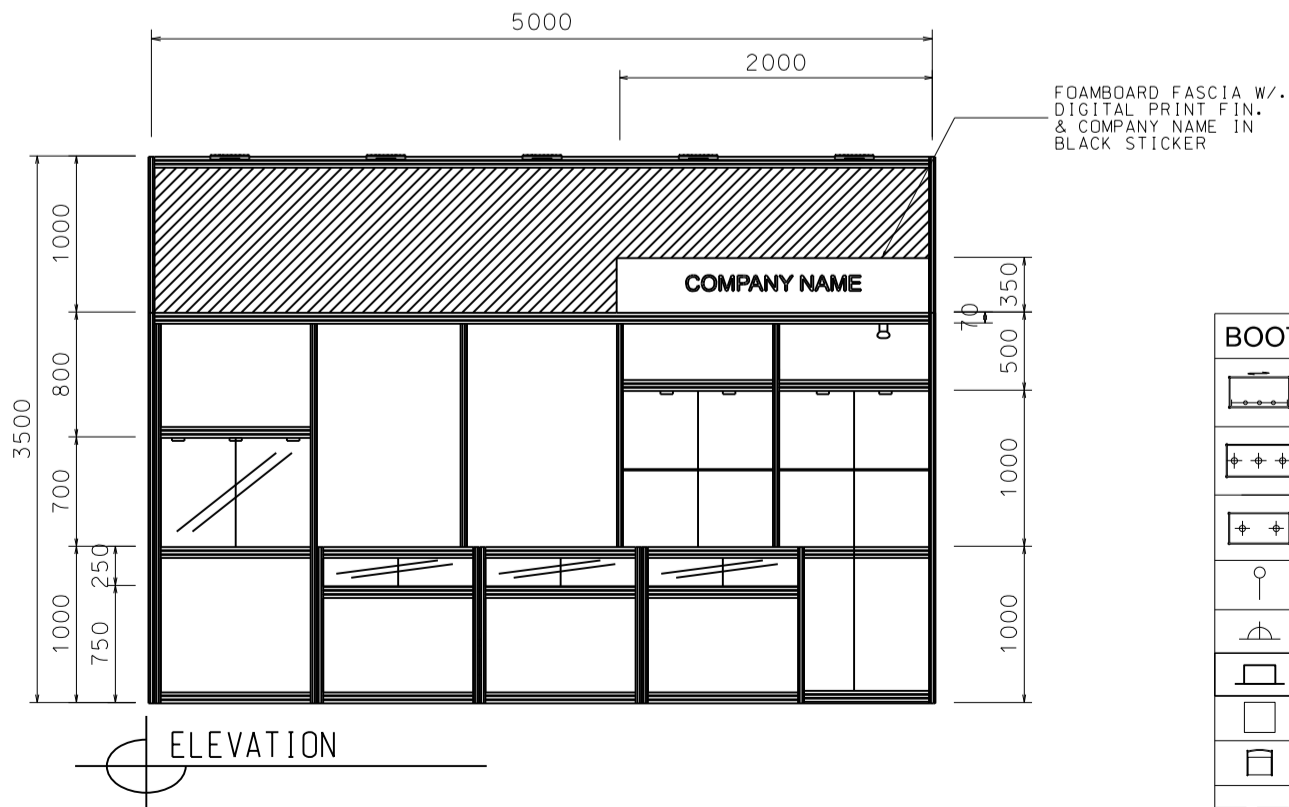 5000
2000
FOAMBOARD FASCIA W/.
DIGITAL PRINT FIN.
& COMPANY NAME IN
BLACK STICKER
COMPANY NAME
3500
1000
800
700
1000
250
750
350
70
500
1000
1000
BOOT
ELEVATION